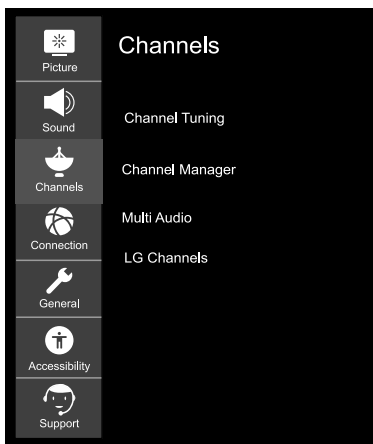 Picture
Sound
Channels
Connection
General
Accessibility
Support
Channels
Channel Tuning
Channel Manager
Multi Audio
LG Channels